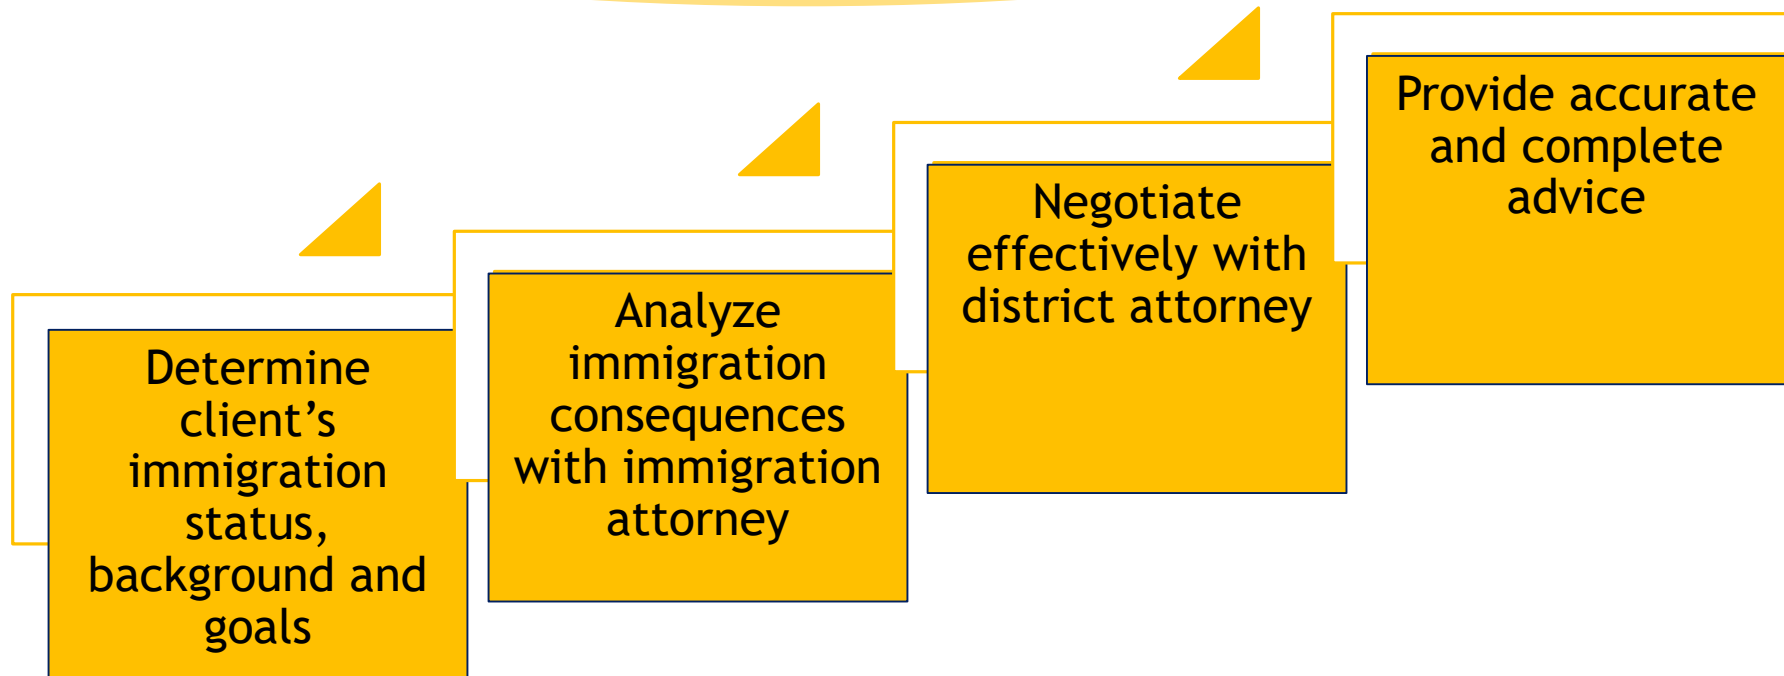 Determine
client’s
immigration
status,
background and
goals
Analyze
immigration
consequences
with immigration
attorney
Negotiate
effectively with
district attorney
Provide accurate
and complete
advice